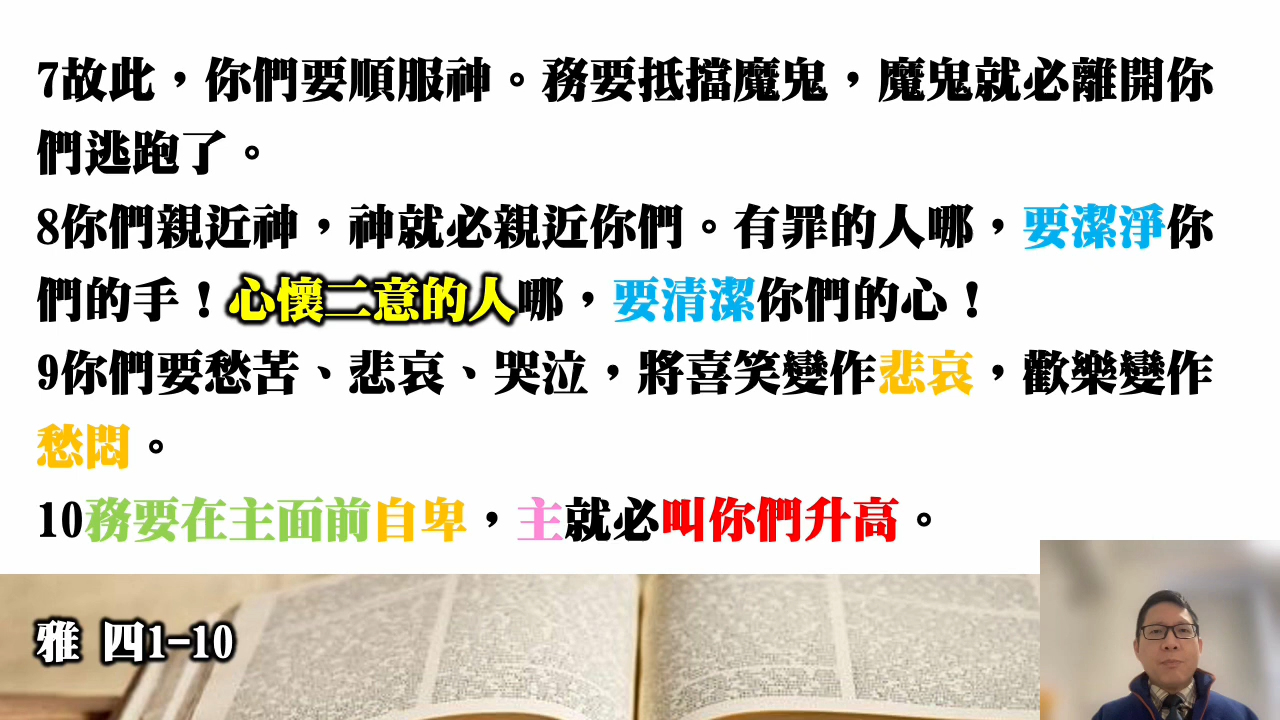 7故此，你們要順服神。務要抵擋魔鬼，魔鬼就必離開你
們逃跑了。
8你們親近神，神就必親近你們。有罪的人哪，要潔淨你
們的手！心懷二意的人哪，要清潔你們的心！
9你們要愁苦、悲哀、哭泣，將喜笑變作悲哀，歡樂變作
愁悶。
10務要在主面前自卑，主就必叫你們升高。
雅 四1-10